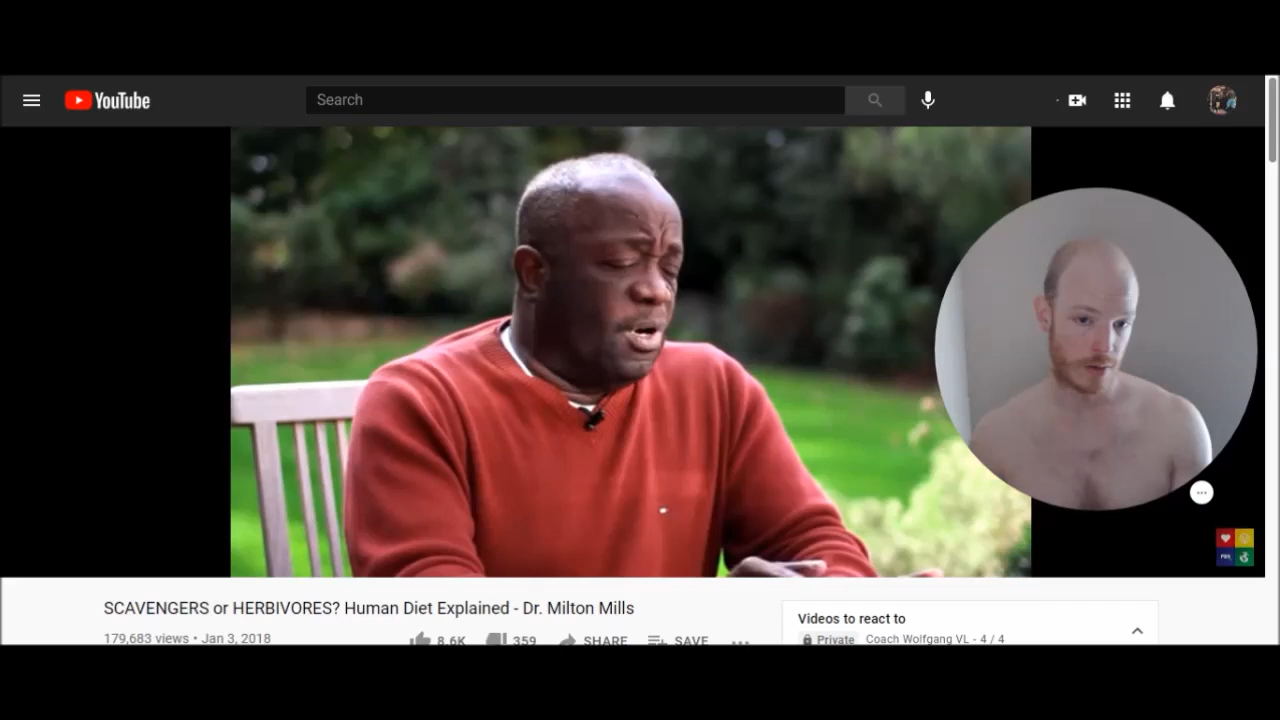 YouTube
Search
SCAVENGERS or HERBIVORES? Human Diet Explained - Dr. Milton Mills
179,683 views • Jan 3, 2018
8.6K
359
SHARE
SAVE
Videos to react to
Private
Coach Wolfgang VL - 4 / 4